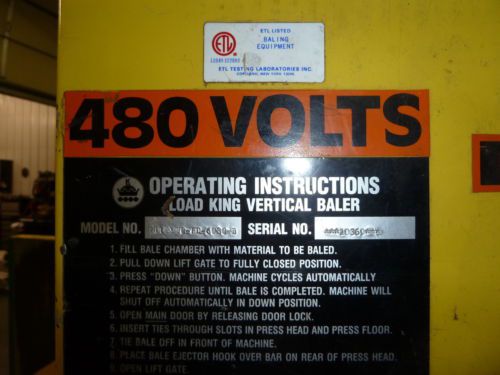 ETL LISTED
BALING
EQUIPMENT
ETL
ETL TESTING LABORATORIES INC.
CORTLAND, NEW YORK 13045
480 VOLTS
OPERATING INSTRUCTIONS
LOAD KING VERTICAL BALER
MODEL NO. SERIAL NO.
1. FILL BALE CHAMBER WITH MATERIAL TO BE BALED.
2. PULL DOWN LIFT GATE TO FULLY CLOSED POSITION.
3. PRESS "DOWN" BUTTON. MACHINE CYCLES AUTOMATICALLY
4. REPEAT PROCEDURE UNTIL BALE IS COMPLETED. MACHINE WILL
SHUT OFF AUTOMATICALLY IN DOWN POSITION.
5. OPEN MAIN DOOR BY RELEASING DOOR LOCK.
6. INSERT TIES THROUGH SLOTS IN PRESS HEAD AND PRESS FLOOR.
7. TIE BALE OFF IN FRONT OF MACHINE.
8. PLACE BALE EJECTOR HOOK OVER BAR ON REAR OF PRESS HEAD.
9. OPEN LIFT GATE.